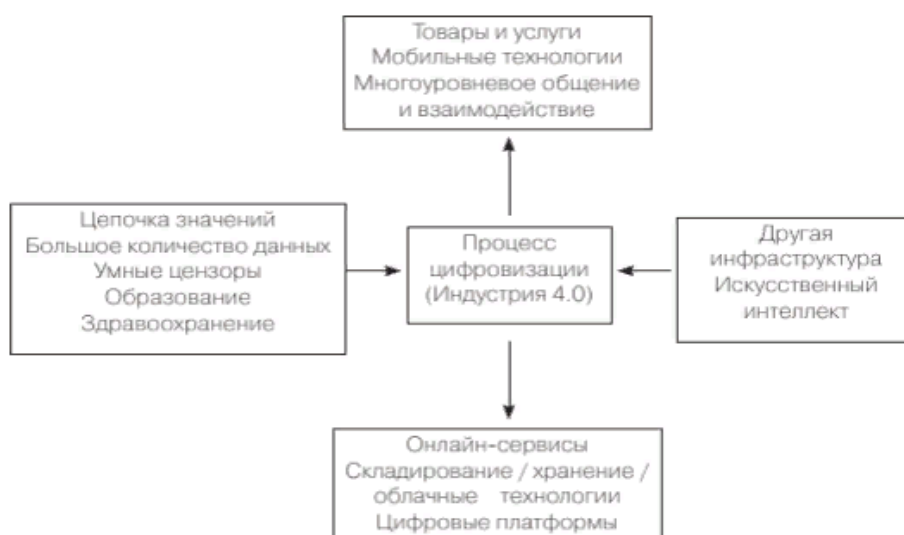 Товары и услуги
Мобильные технологии
Многоуровневое общение
и взаимодействие
Цепочка значений
Большое количество данных
Умные цензоры
Образование
Здравоохранение
Процесс
цифровизации
(Индустрия 4.0)
Другая
инфраструктура
Искусственный
интеллект
Онлайн-сервисы
Складирование / хранение /
облачные технологии
Цифровые платформы